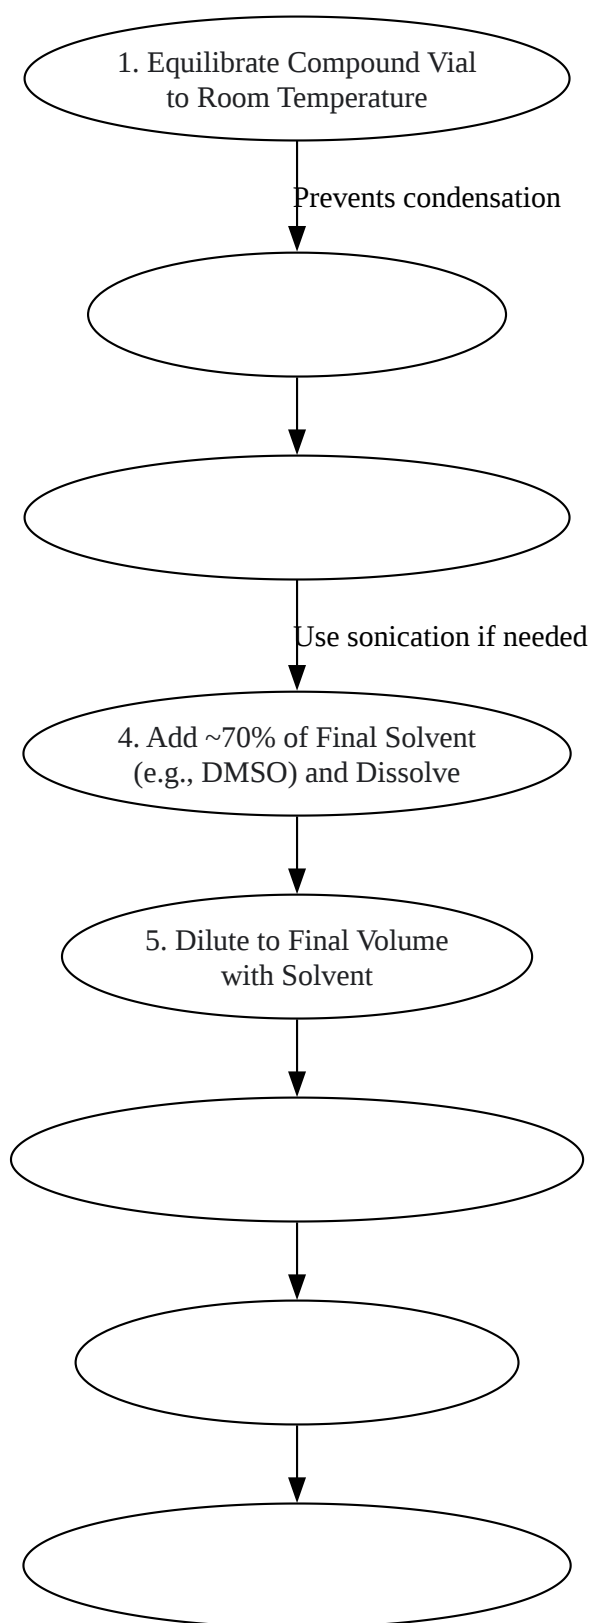 1. Equilibrate Compound Vial
to Room Temperature
Prevents condensation
Use sonication if needed
4. Add ~70% of Final Solvent
(e.g., DMSO) and Dissolve
5. Dilute to Final Volume
with Solvent